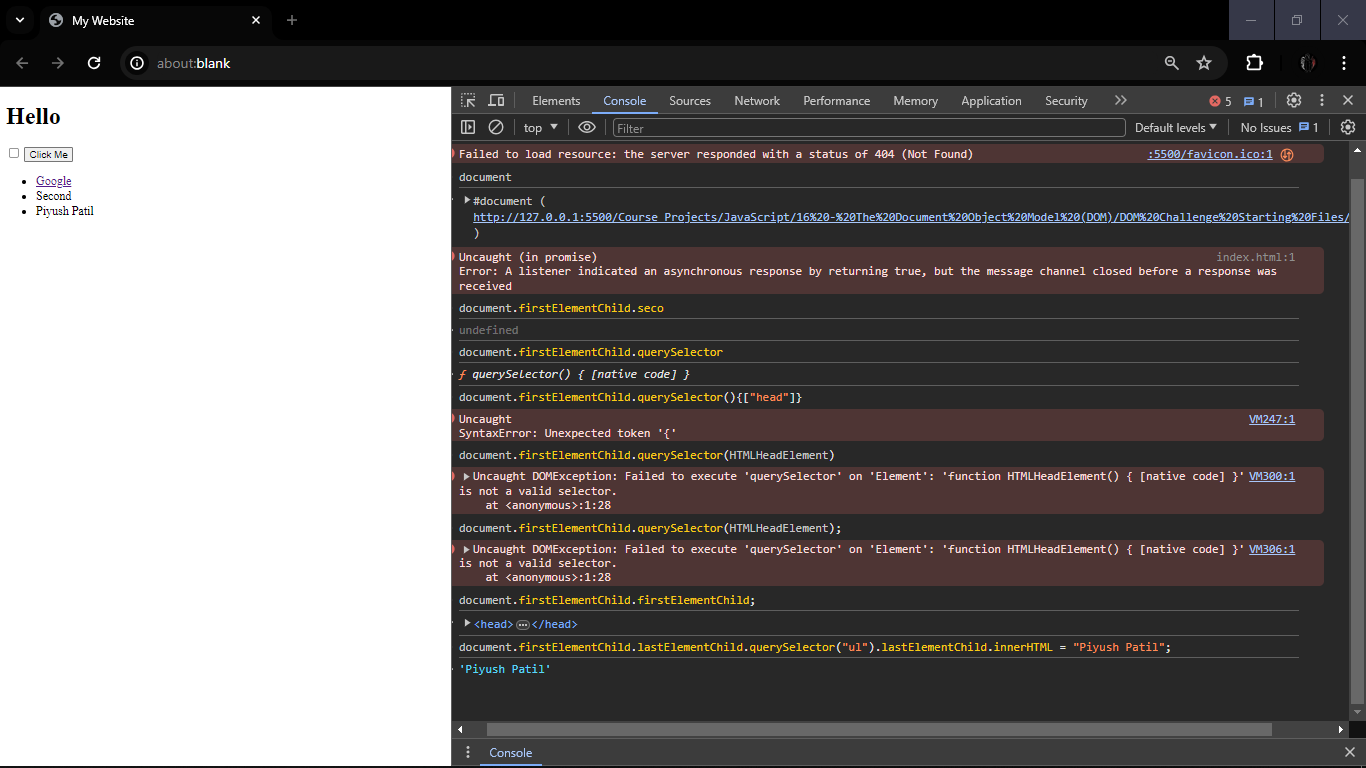 My Website
about:blank
Hello
Click Me
Google
Second
Piyush Patil
Elements Console Sources Network Performance Memory Application Security 5 1
top Filter Default levels No Issues 1
Failed to load resource: the server responded with a status of 404 (Not Found) :5500/favicon.ico:1
document
#document (
http://127.0.0.1:5500/Course Projects/JavaScript/16%20-%20The%20Document%20Object%20Model%20(DOM)/DOM%20Challenge%20Starting%20Files/
)
Uncaught (in promise) index.html:1
Error: A listener indicated an asynchronous response by returning true, but the message channel closed before a response was
received
document.firstElementChild.seco
undefined
document.firstElementChild.querySelector
ƒ querySelector() { [native code] }
document.firstElementChild.querySelector(){["head"]}
Uncaught VM247:1
SyntaxError: Unexpected token '{'
document.firstElementChild.querySelector(HTMLHeadElement)
Uncaught DOMException: Failed to execute 'querySelector' on 'Element': 'function HTMLHeadElement() { [native code] }' VM300:1
is not a valid selector.
at <anonymous>:1:28
document.firstElementChild.querySelector(HTMLHeadElement);
Uncaught DOMException: Failed to execute 'querySelector' on 'Element': 'function HTMLHeadElement() { [native code] }' VM306:1
is not a valid selector.
at <anonymous>:1:28
document.firstElementChild.firstElementChild;
<head>…</head>
document.firstElementChild.lastElementChild.querySelector("ul").lastElementChild.innerHTML = "Piyush Patil";
'Piyush Patil'
Console